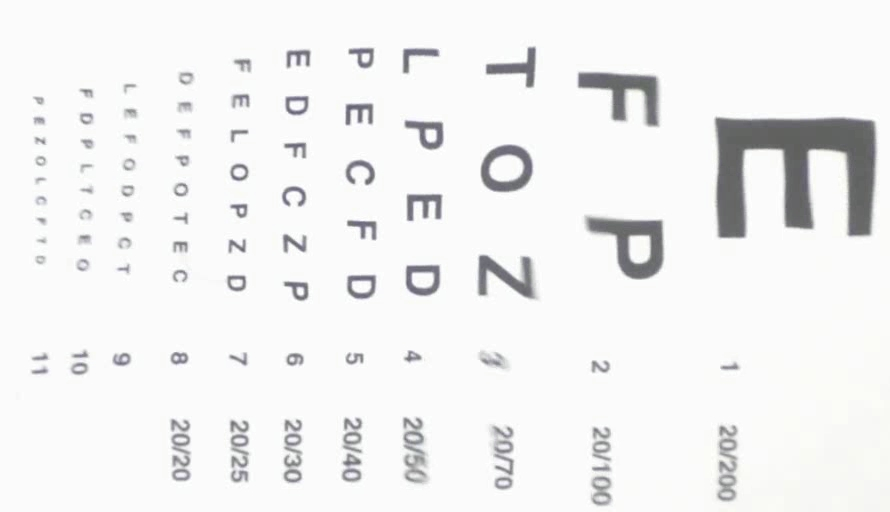 E 1 20/200
F P 2 20/100
T O Z 3 20/70
L P E D 4 20/50
P E C F D 5 20/40
E D F C Z P 6 20/30
F E L O P Z D 7 20/25
D E F P O T E C 8 20/20
L E F O D P C T 9
F D P L T C E O 10
P E Z O L C F T D 11